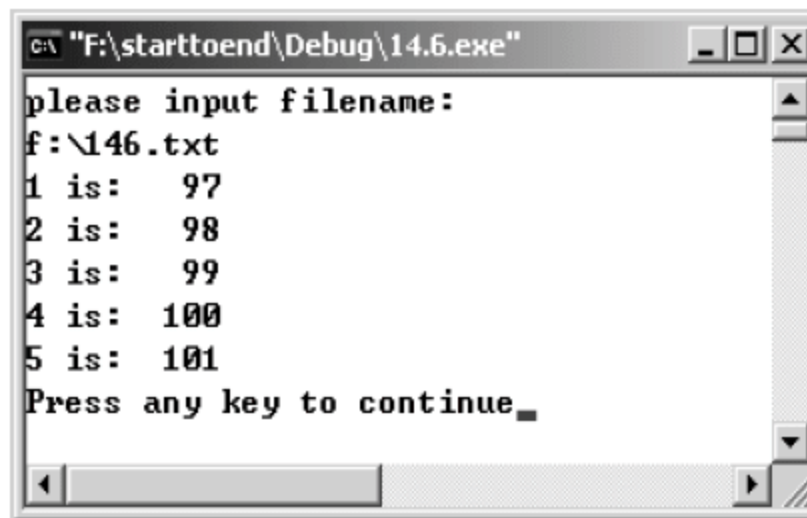 "F:\starttoend\Debug\14.6.exe"
please input filename:
f:\146.txt
1 is:   97
2 is:   98
3 is:   99
4 is:  100
5 is:  101
Press any key to continue_